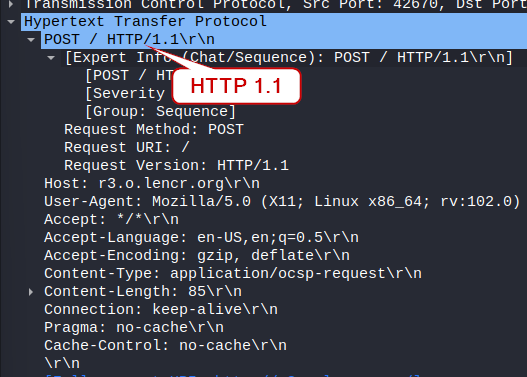 Transmission Control Protocol, Src Port: 42670, Dst Port
Hypertext Transfer Protocol
POST / HTTP/1.1\r\n
[Expert Info (Chat/Sequence): POST / HTTP/1.1\r\n]
[POST / HT
HTTP 1.1
[Severity
[Group: Sequence]
Request Method: POST
Request URI: /
Request Version: HTTP/1.1
Host: r3.o.lencr.org\r\n
User-Agent: Mozilla/5.0 (X11; Linux x86_64; rv:102.0)
Accept: */*\r\n
Accept-Language: en-US,en;q=0.5\r\n
Accept-Encoding: gzip, deflate\r\n
Content-Type: application/ocsp-request\r\n
Content-Length: 85\r\n
Connection: keep-alive\r\n
Pragma: no-cache\r\n
Cache-Control: no-cache\r\n
\r\n